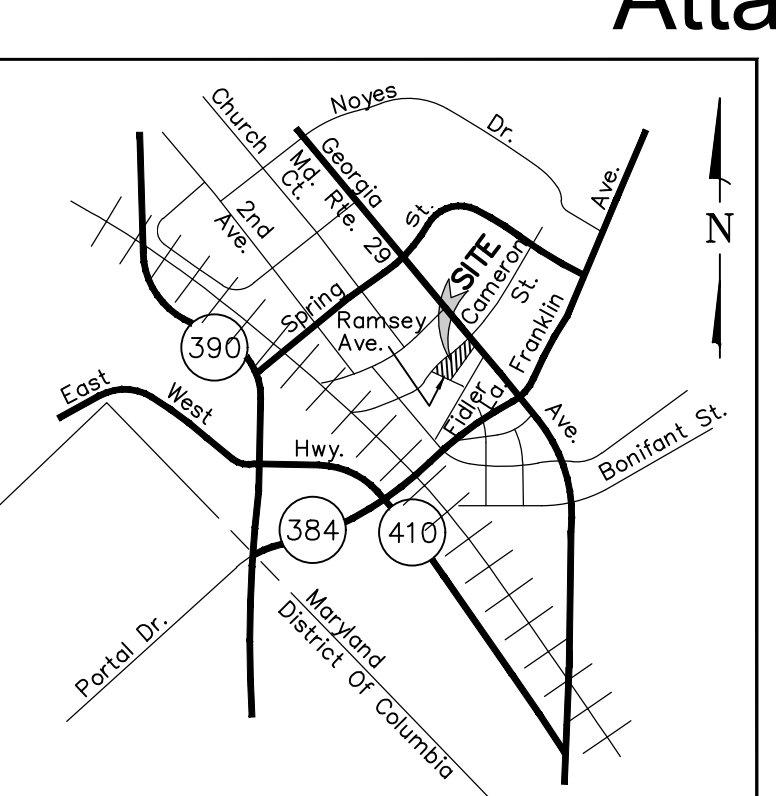 Church
Noyes
Dr.
Georgia
Md. Rte. 29
Ct.
2nd
Ave.
St.
Ave.
N
SITE
Cameron
St.
Spring
Ramsey
Ave.
Franklin
390
East
West
Hwy.
Fidler
La.
Ave.
Bonifant St.
384
410
Portal Dr.
Maryland
District Of Columbia